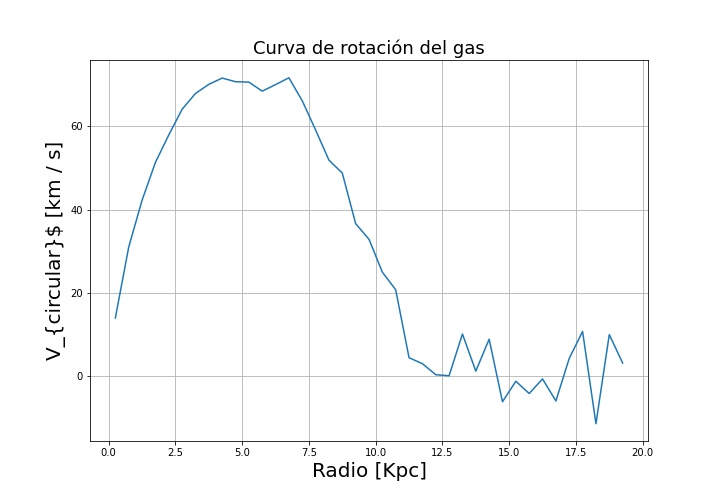 Curva de rotación del gas
V_{circular}$ [km / s]
60
40
20
0
0.0 2.5 5.0 7.5 10.0 12.5 15.0 17.5 20.0
Radio [Kpc]